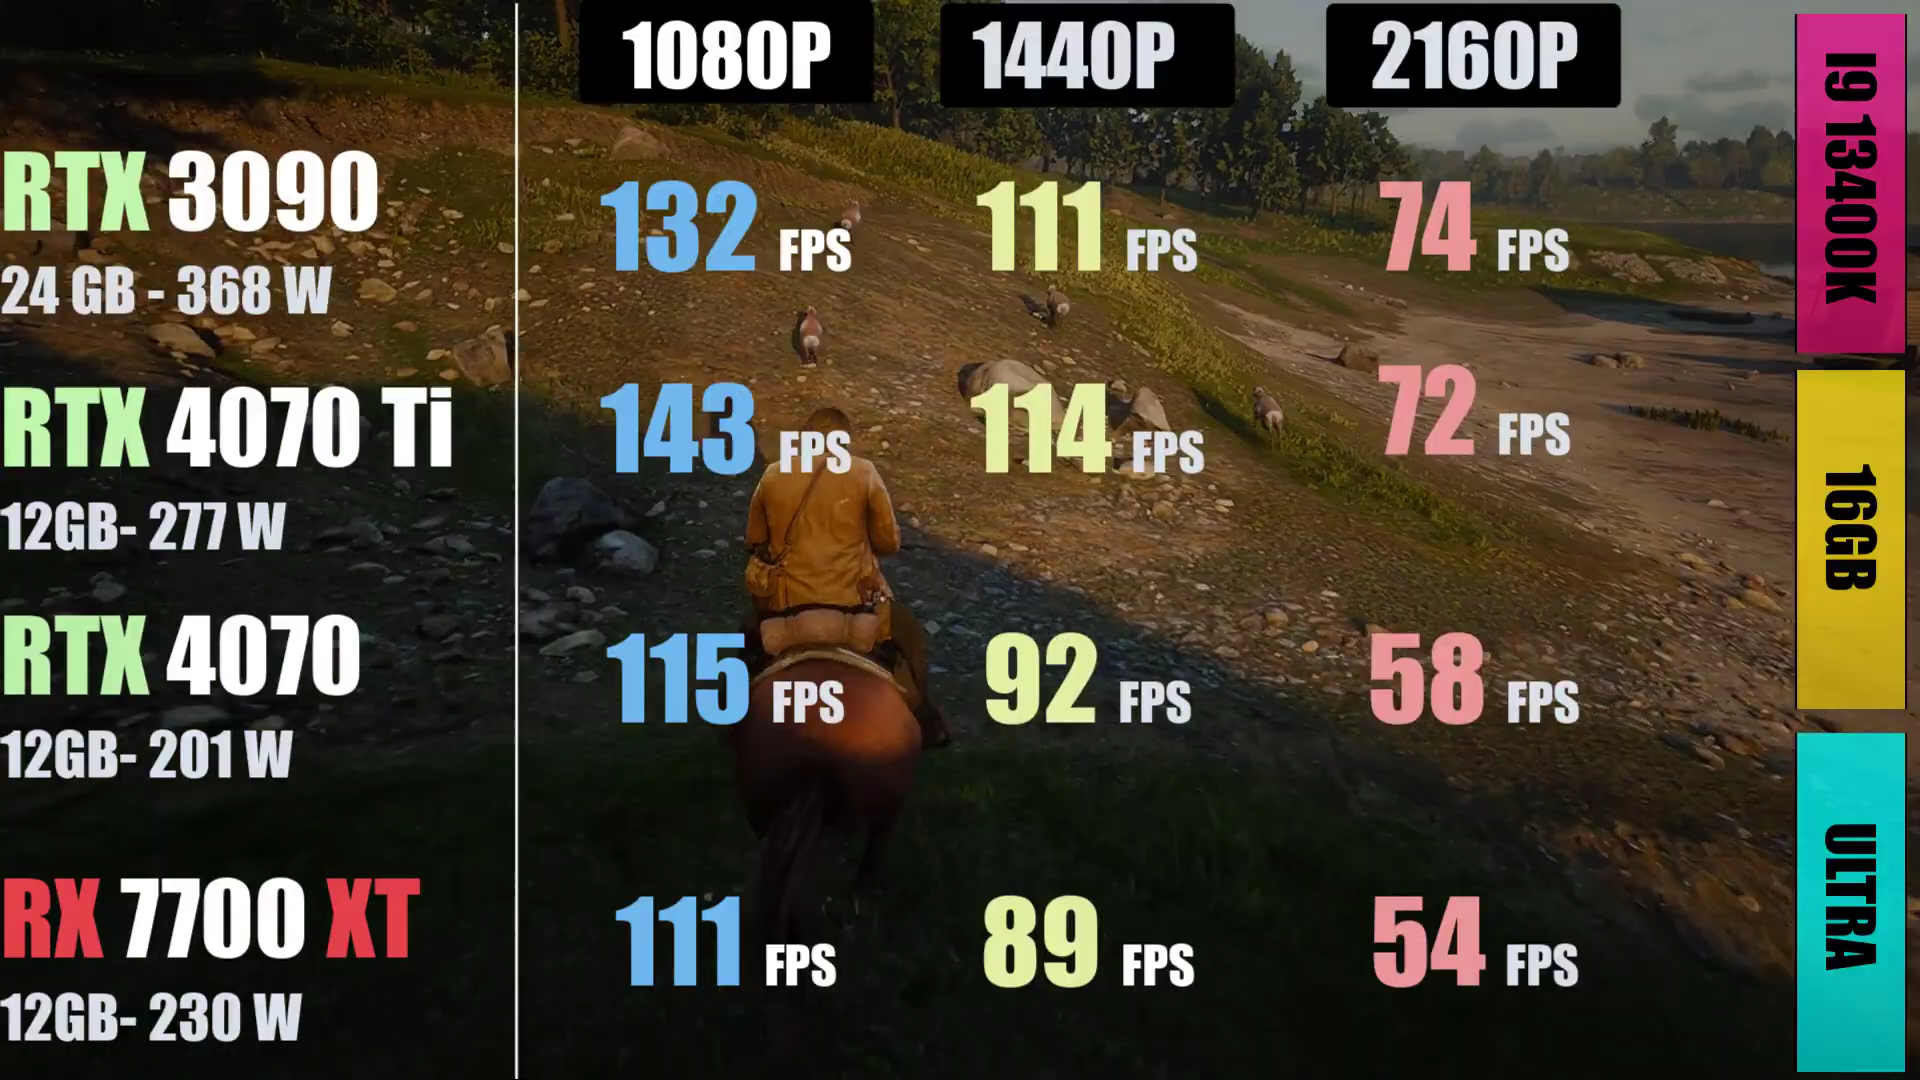 1080P 1440P 2160P
RTX 3090 132 FPS 111 FPS 74 FPS
24 GB - 368 W
RTX 4070 Ti 143 FPS 114 FPS 72 FPS
12GB- 277 W
RTX 4070 115 FPS 92 FPS 58 FPS
12GB- 201 W
RX 7700 XT 111 FPS 89 FPS 54 FPS
12GB- 230 W
I9 13400K
16GB
ULTRA